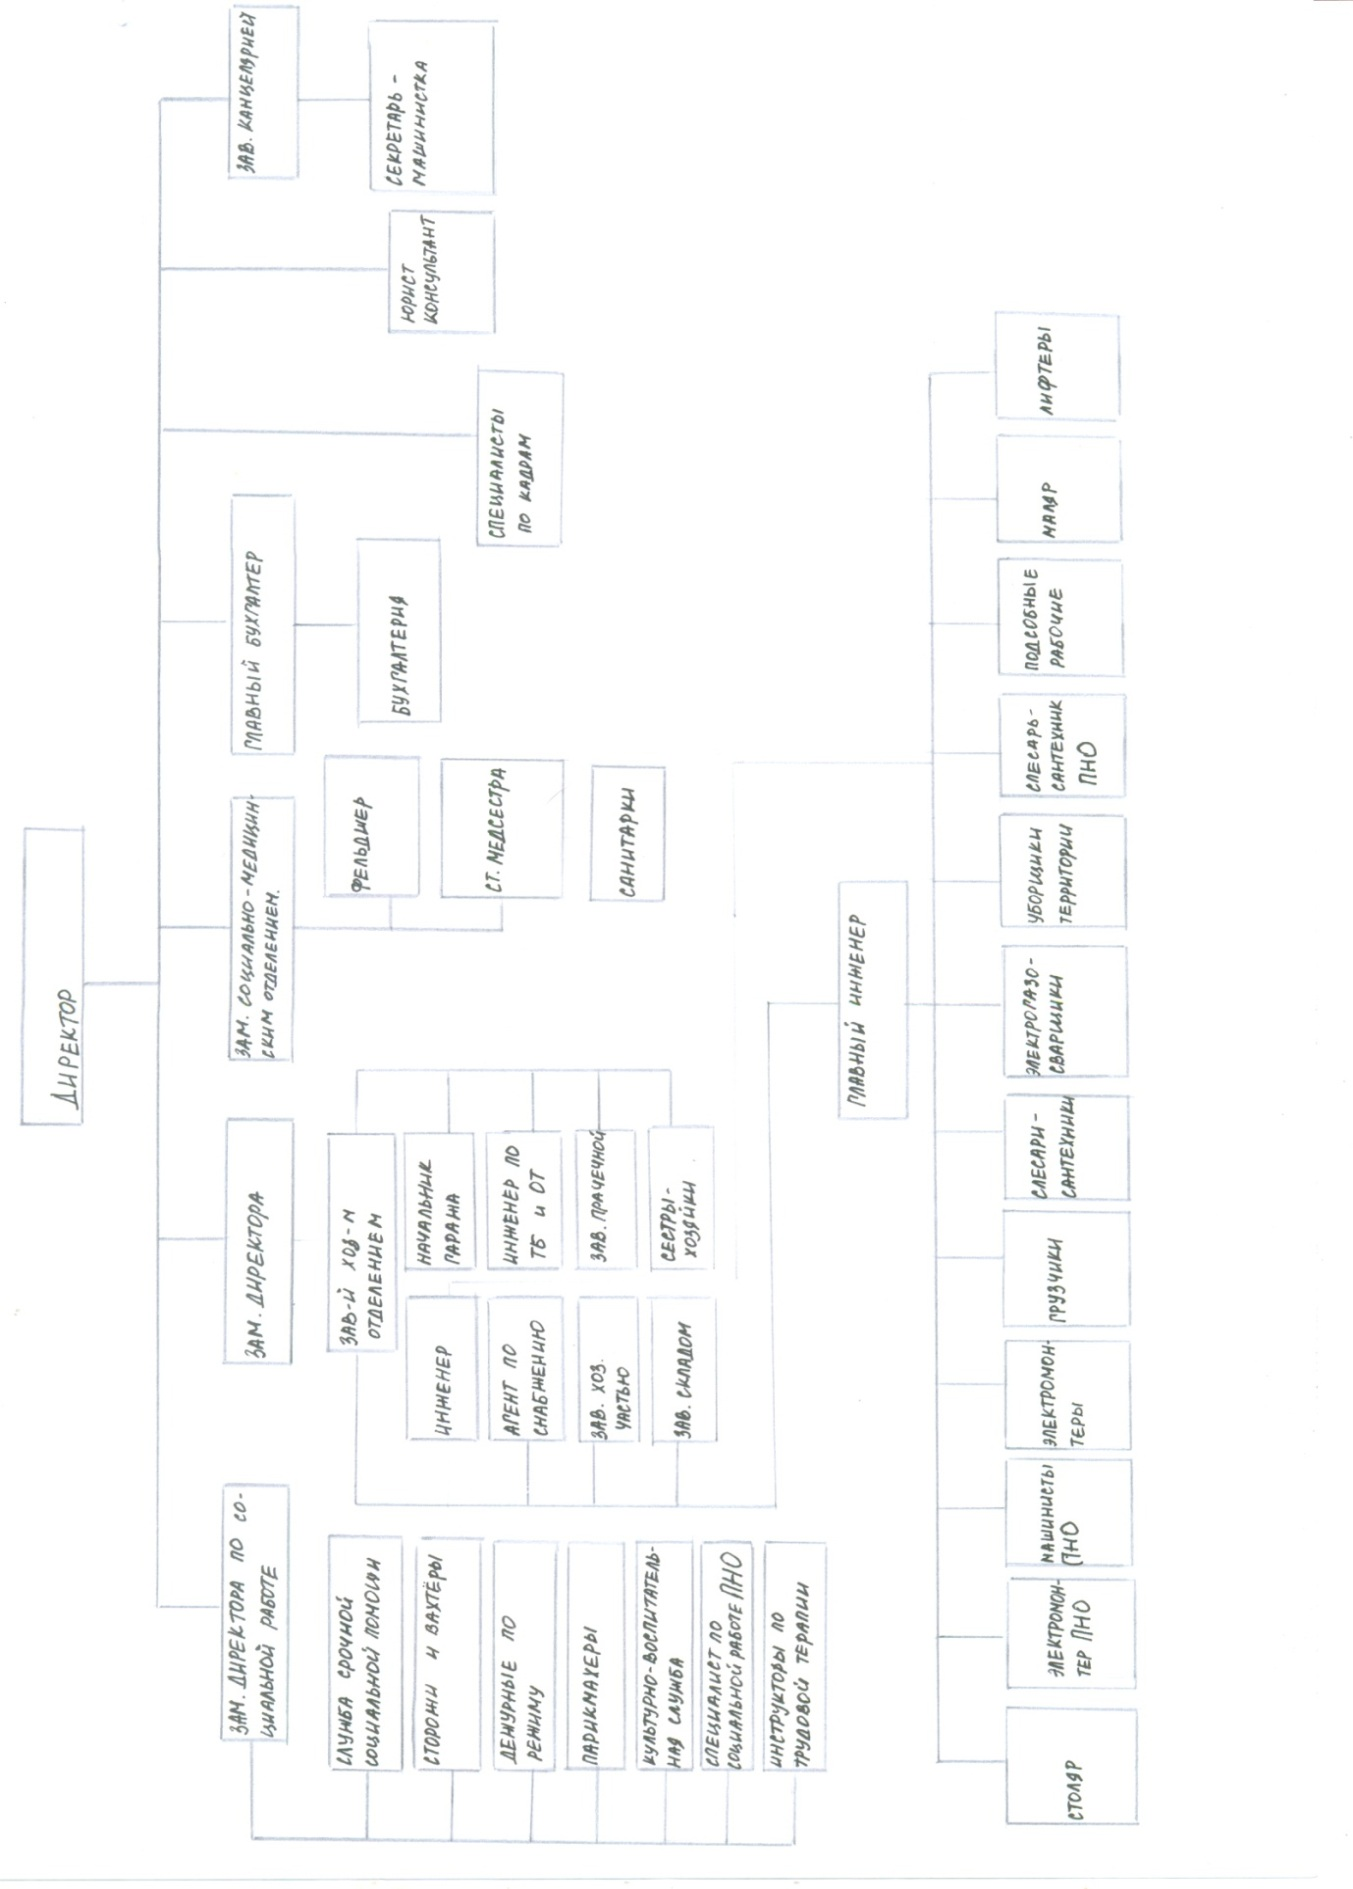 ДИРЕКТОР
ЗАМ. ДИРЕКТОРА ПО СО-
ЦИАЛЬНОЙ РАБОТЕ
ЗАМ. ДИРЕКТОРА
ЗАМ. СОЦИАЛЬНО-МЕДИЦИН-
СКИМ ОТДЕЛЕНИЕМ.
ГЛАВНЫЙ БУХГАЛТЕР
ЗАВ. КАНЦЕЛЯРИЕЙ
СЛУЖБА СРОЧНОЙ
СОЦИАЛЬНОЙ ПОМОЩИ
СТОРОЖИ И ВАХТЁРЫ
ДЕЖУРНЫЕ ПО
РЕЖИМУ
ПАРИКМАХЕРЫ
КУЛЬТУРНО-ВОСПИТАТЕЛЬ-
НАЯ СЛУЖБА
СПЕЦИАЛИСТ ПО
СОЦИАЛЬНОЙ РАБОТЕ ПНО
ИНСТРУКТОРЫ ПО
ТРУДОВОЙ ТЕРАПИИ
ЗАВ-Й ХОЗ-М
ОТДЕЛЕНИЕМ
ИНЖЕНЕР
АГЕНТ ПО
СНАБЖЕНИЮ
ЗАВ. ХОЗ.
ЧАСТЬЮ
ЗАВ. СКЛАДОМ
НАЧАЛЬНИК
ГАРАЖА
ИНЖЕНЕР ПО
ТБ и ОТ
ЗАВ. ПРАЧЕЧНОЙ
СЕСТРЫ-
ХОЗЯЙКИ
ФЕЛЬДШЕР
СТ. МЕДСЕСТРА
САНИТАРКИ
БУХГАЛТЕРИЯ
СПЕЦИАЛИСТЫ
ПО КАДРАМ
ЮРИСТ
КОНСУЛЬТАНТ
СЕКРЕТАРЬ -
МАШИНИСТКА
ГЛАВНЫЙ ИНЖЕНЕР
СТОЛЯР
ЭЛЕКТРОМОН-
ТЕР ПНО
МАШИНИСТЫ
ПНО
ЭЛЕКТРОМОН-
ТЕРЫ
ГРУЗЧИКИ
СЛЕСАРИ -
САНТЕХНИКИ
ЭЛЕКТРОГАЗО-
СВАРЩИКИ
УБОРЩИКИ
ТЕРРИТОРИИ
СЛЕСАРЬ-
САНТЕХНИК
ПНО
ПОДСОБНЫЕ
РАБОЧИЕ
МАЛЯР
ЛИФТЕРЫ